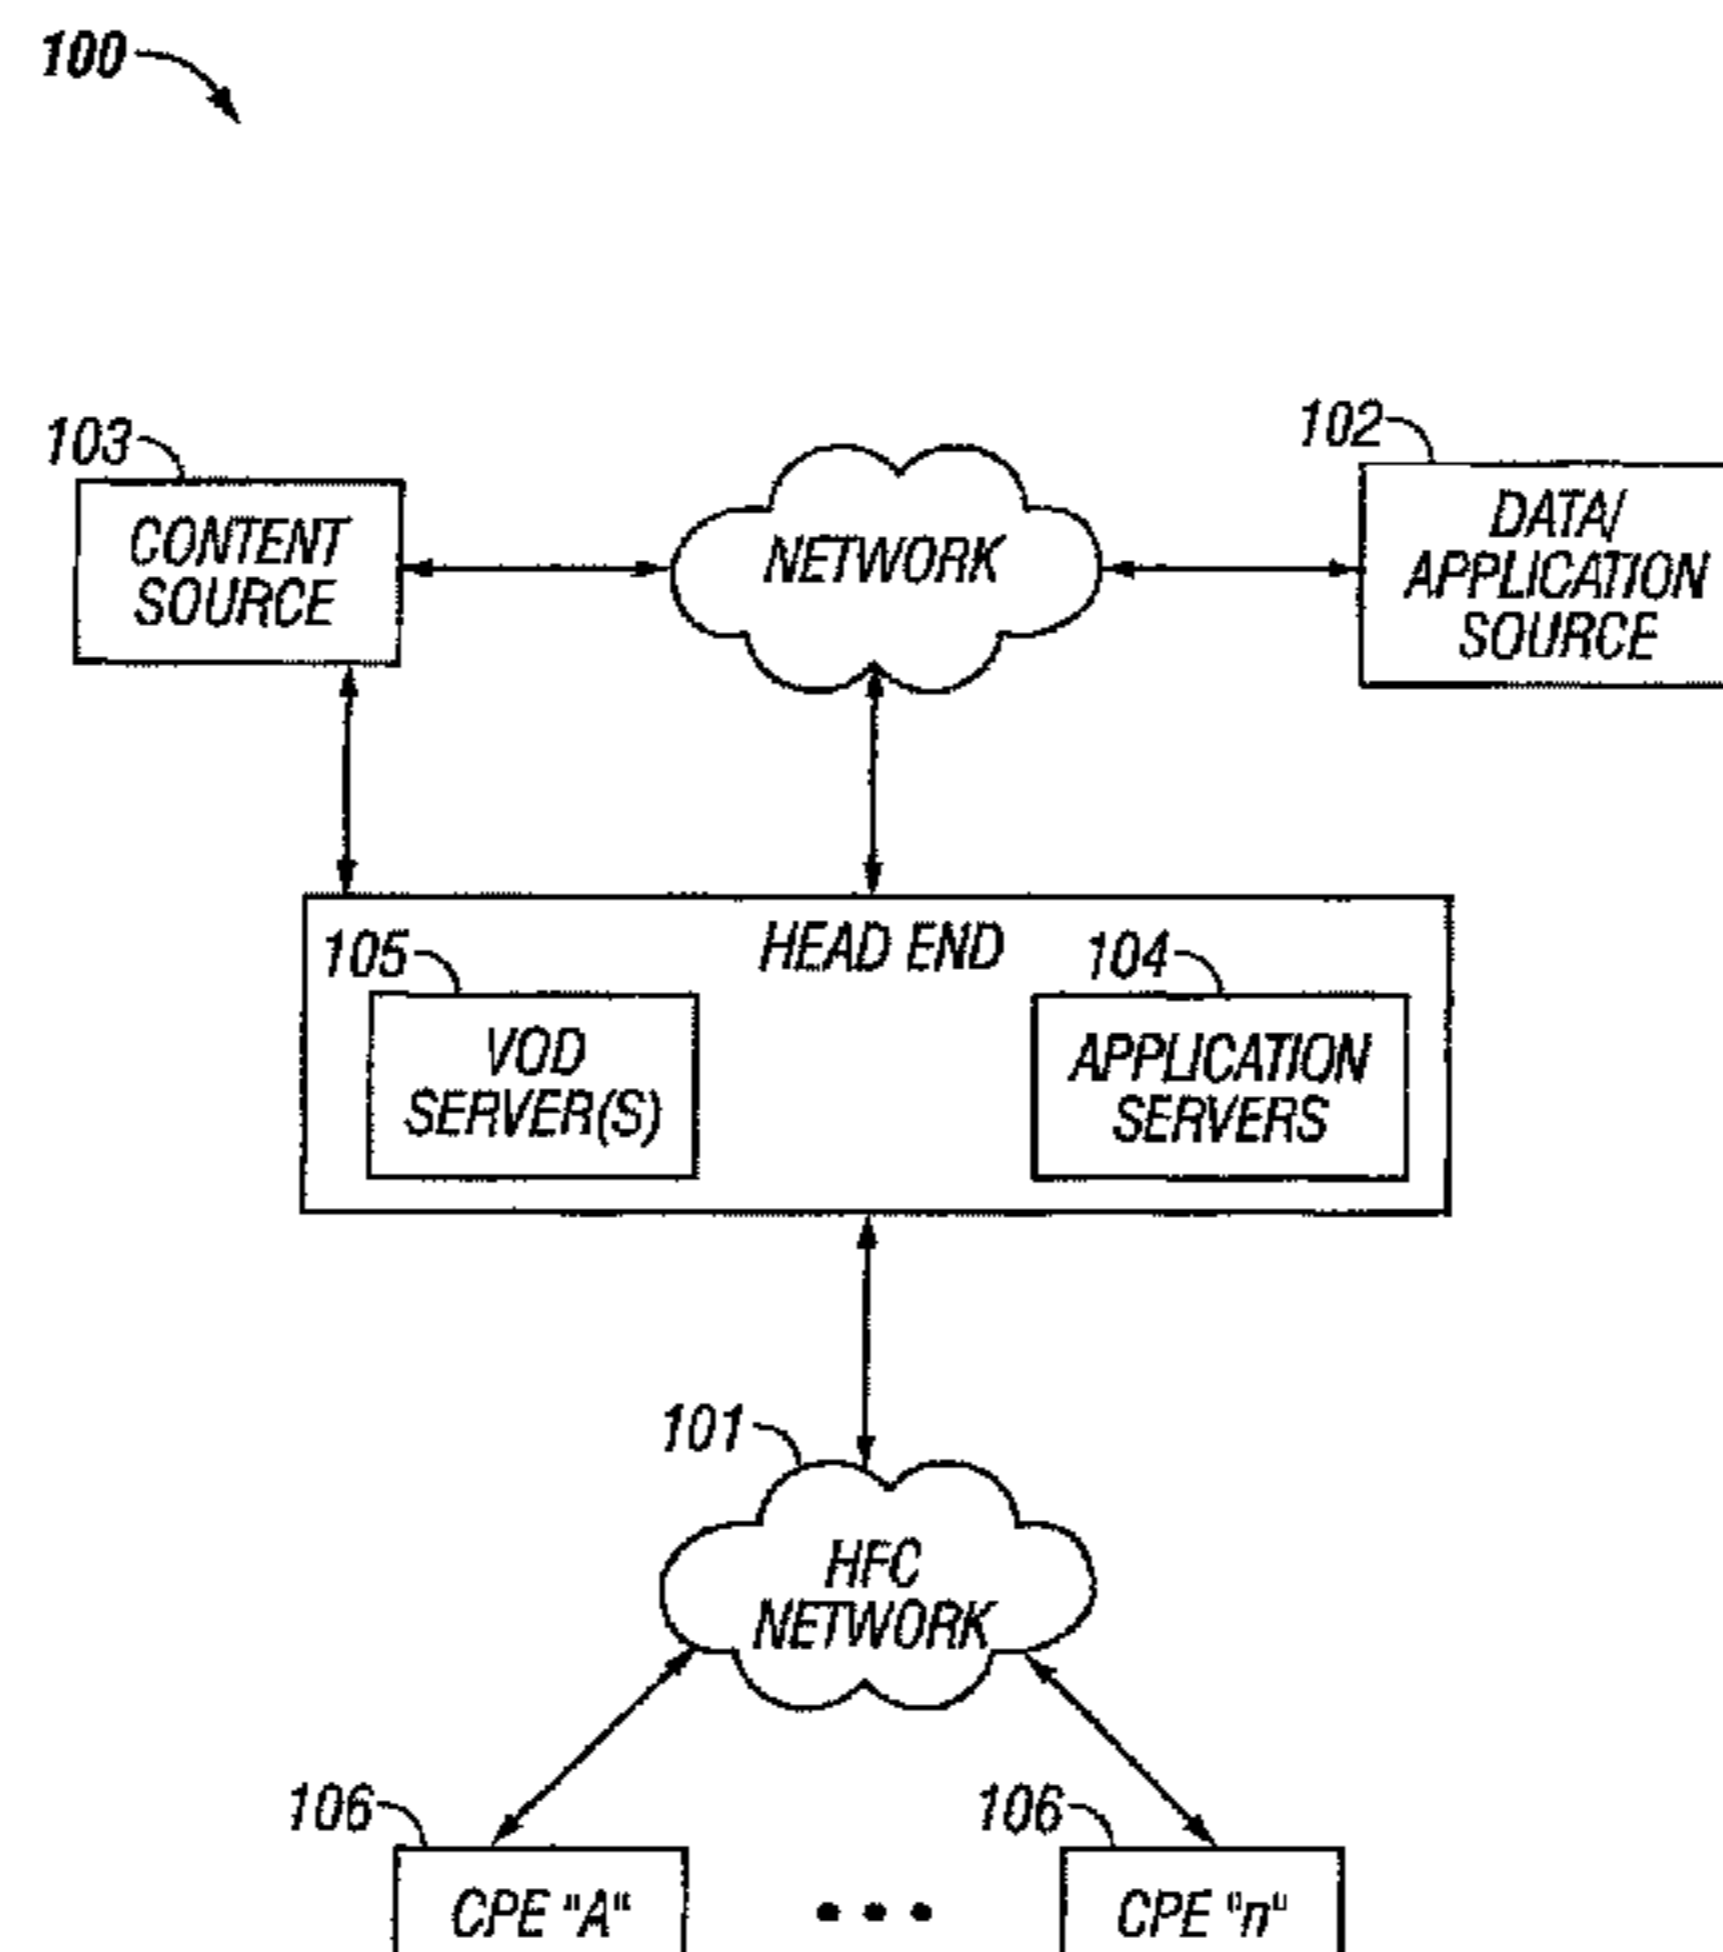 100
103
CONTENT
SOURCE
NETWORK
102
DATA/
APPLICATION
SOURCE
HEAD END
105
VOD
SERVER(S)
104
APPLICATION
SERVERS
101
HFC
NETWORK
106
CPE "A"
106
CPE "n"